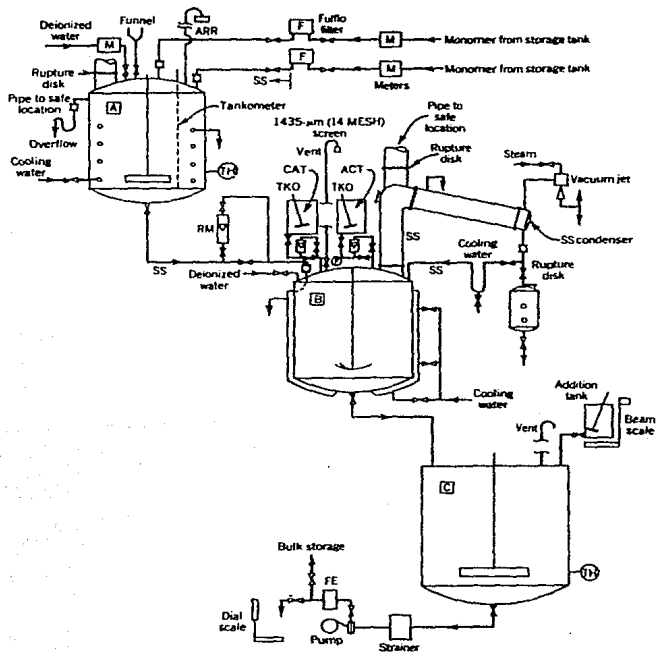 Deionized
water
M
Funnel
ARR
F
Fulflo
filter
M
Monomer from storage tank
F
SS
M
Meters
Monomer from storage tank
Rupture
disk
Pipe to safe
location
A
Tankometer
Overflow
Cooling
water
TH
1435-μm (14 MESH)
screen
Vent
CAT
TKO
ACT
TKO
Pipe to
safe
location
Rupture
disk
Steam
Vacuum jet
SS condenser
RM
SS
SS
Cooling
water
SS
Deionized
water
Rupture
disk
B
Cooling
water
Addition
tank
Beam
scale
Vent
C
TH
Bulk storage
FE
Dial
scale
Pump
Strainer